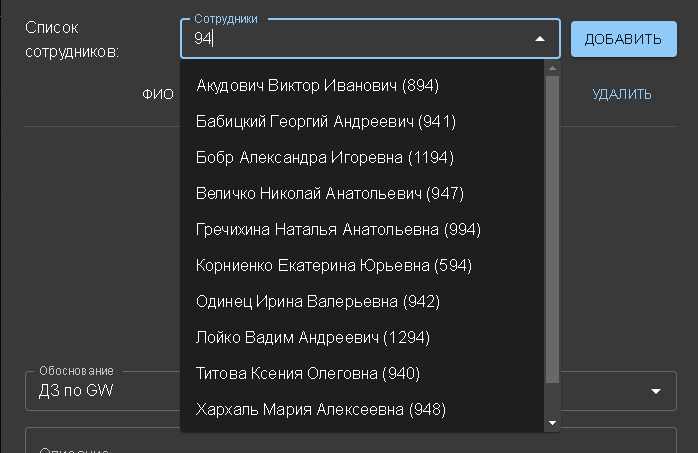 Список
сотрудников:
Сотрудники
94
ДОБАВИТЬ
ФИО
УДАЛИТЬ
Акудович Виктор Иванович (894)
Бабицкий Георгий Андреевич (941)
Бобр Александра Игоревна (1194)
Величко Николай Анатольевич (947)
Гречихина Наталья Анатольевна (994)
Корниенко Екатерина Юрьевна (594)
Одинец Ирина Валерьевна (942)
Лойко Вадим Андреевич (1294)
Титова Ксения Олеговна (940)
Хархаль Мария Алексеевна (948)
Обоснование
ДЗ по GW
Описание